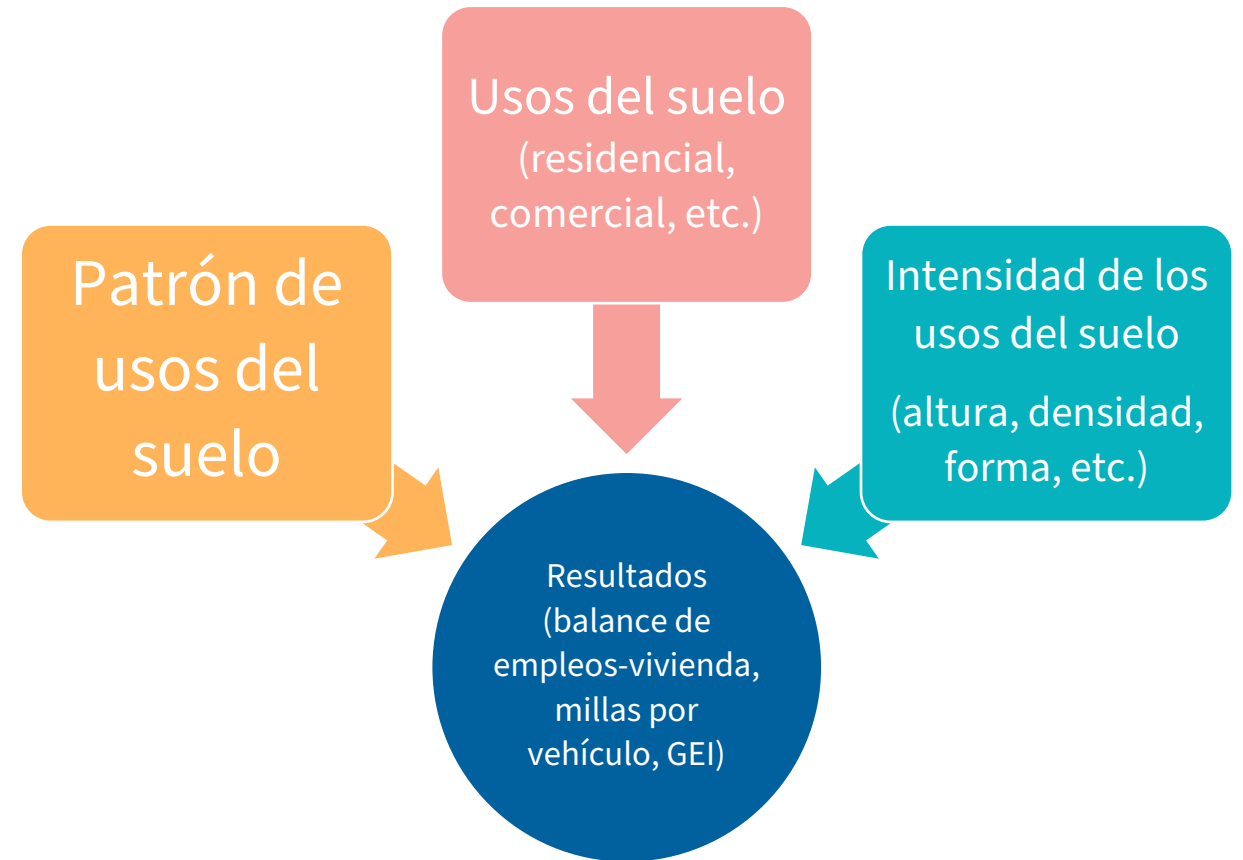 Usos del suelo
(residencial,
comercial, etc.)
Patrón de
usos del
suelo
Intensidad de los
usos del suelo
(altura, densidad,
forma, etc.)
Resultados
(balance de
empleos-vivienda,
millas por
vehículo, GEI)